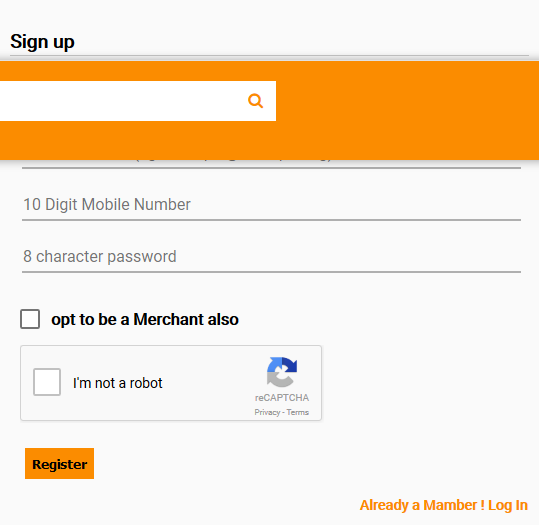 Sign up
10 Digit Mobile Number
8 character password
opt to be a Merchant also
I'm not a robot
reCAPTCHA
Privacy - Terms
Register
Already a Mamber ! Log In